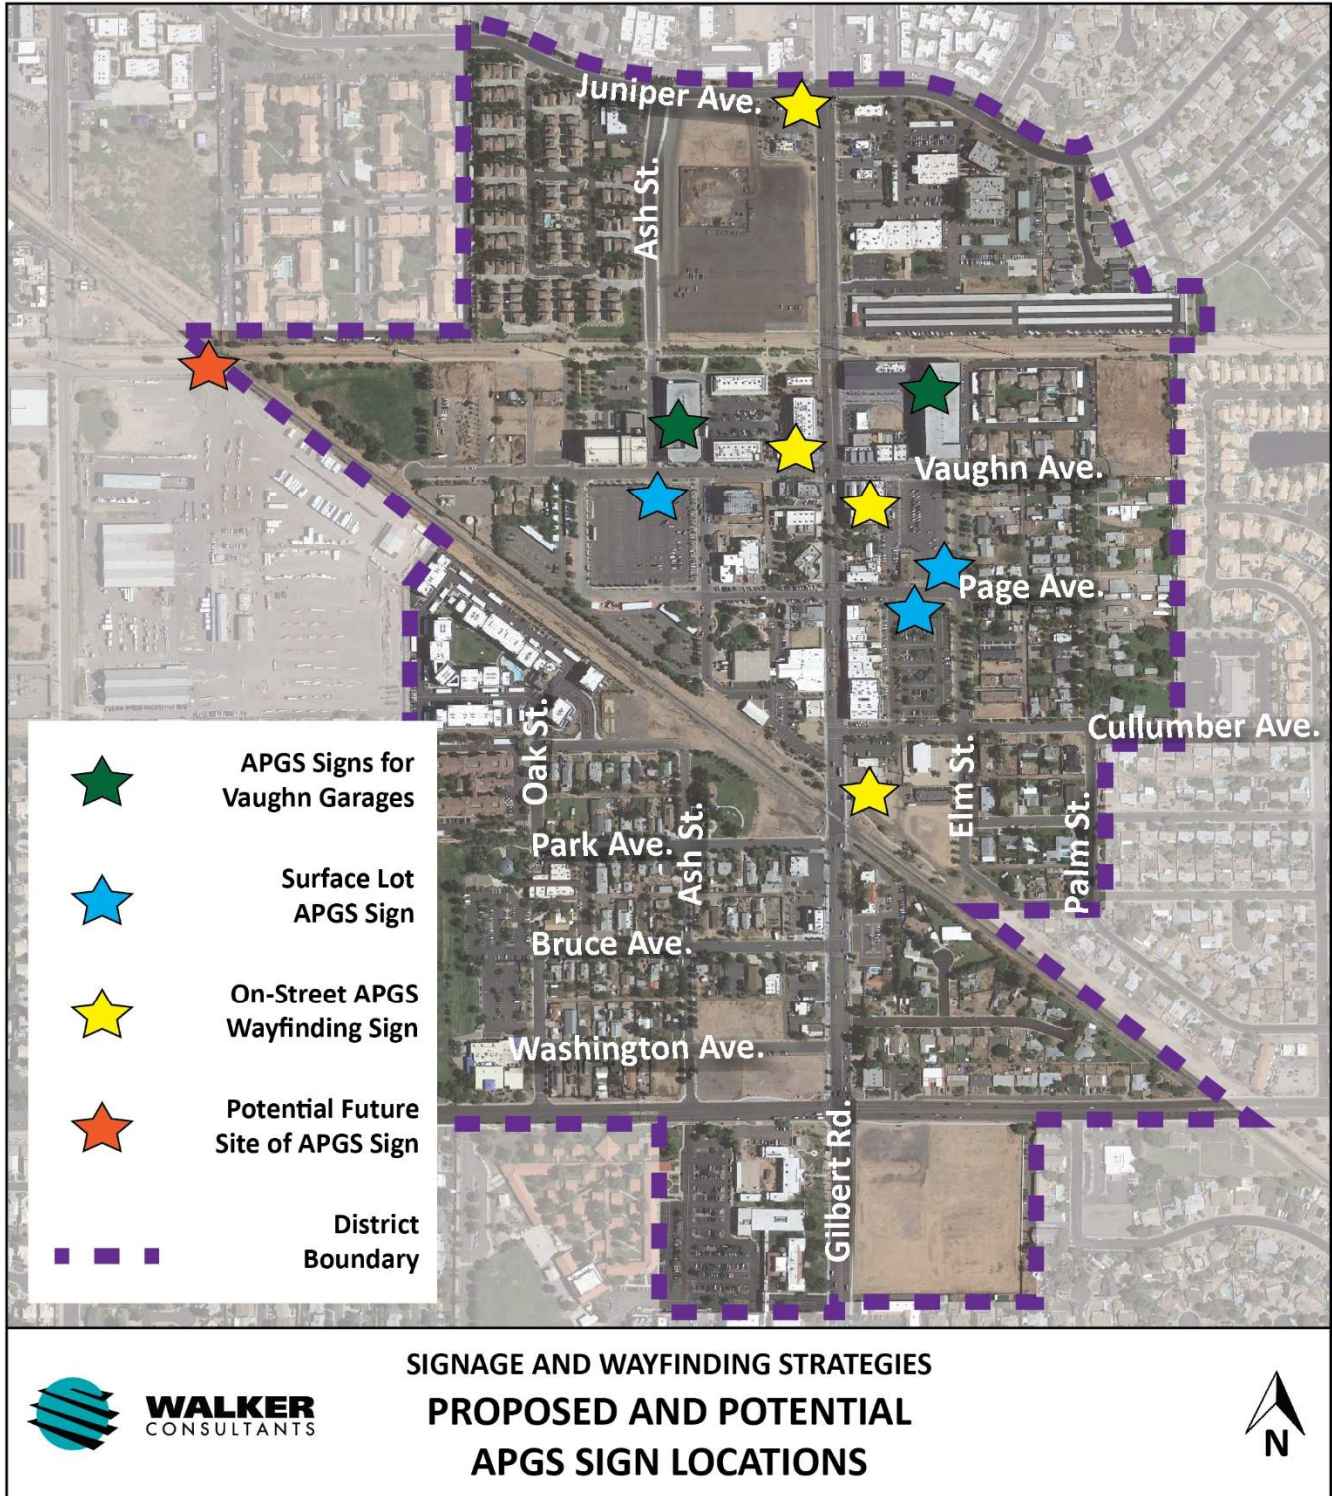 Juniper Ave.
Ash St.
Vaughn Ave.
Page Ave.
Cullumber Ave.
Oak St.
Elm St.
Park Ave.
Ash St.
Palm St.
Bruce Ave.
Washington Ave.
Gilbert Rd.
APGS Signs for
Vaughn Garages
Surface Lot
APGS Sign
On-Street APGS
Wayfinding Sign
Potential Future
Site of APGS Sign
District
Boundary
WALKER
CONSULTANTS
SIGNAGE AND WAYFINDING STRATEGIES
PROPOSED AND POTENTIAL
APGS SIGN LOCATIONS
N